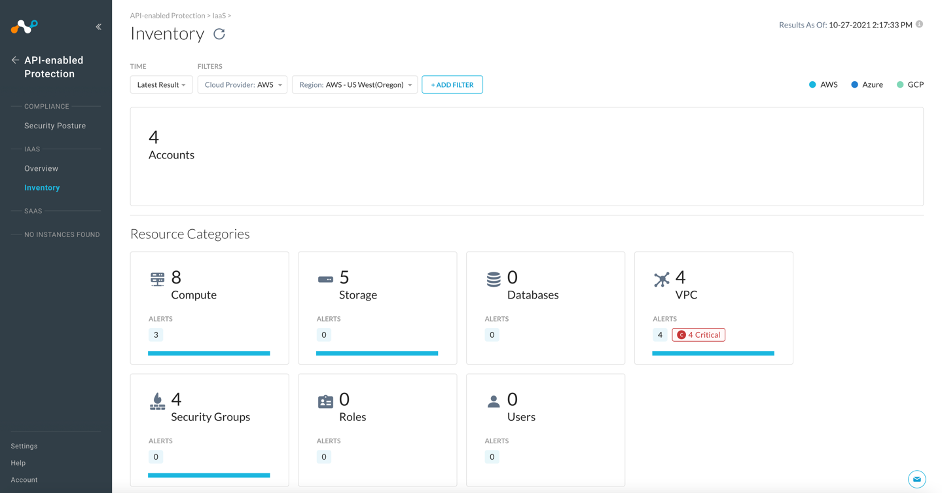 API-enabled Protection > IaaS >
Inventory
Results As Of: 10-27-2021 2:17:33 PM
API-enabled
Protection
COMPLIANCE
Security Posture
IAAS
Overview
Inventory
SAAS
NO INSTANCES FOUND
Settings
Help
Account
TIME
FILTERS
Latest Result
Cloud Provider: AWS
Region: AWS - US West(Oregon)
+ ADD FILTER
AWS
Azure
GCP
4
Accounts
Resource Categories
8
Compute
ALERTS
3
5
Storage
ALERTS
0
0
Databases
ALERTS
0
4
VPC
ALERTS
4
C 4 Critical
4
Security Groups
ALERTS
0
0
Roles
ALERTS
0
0
Users
ALERTS
0